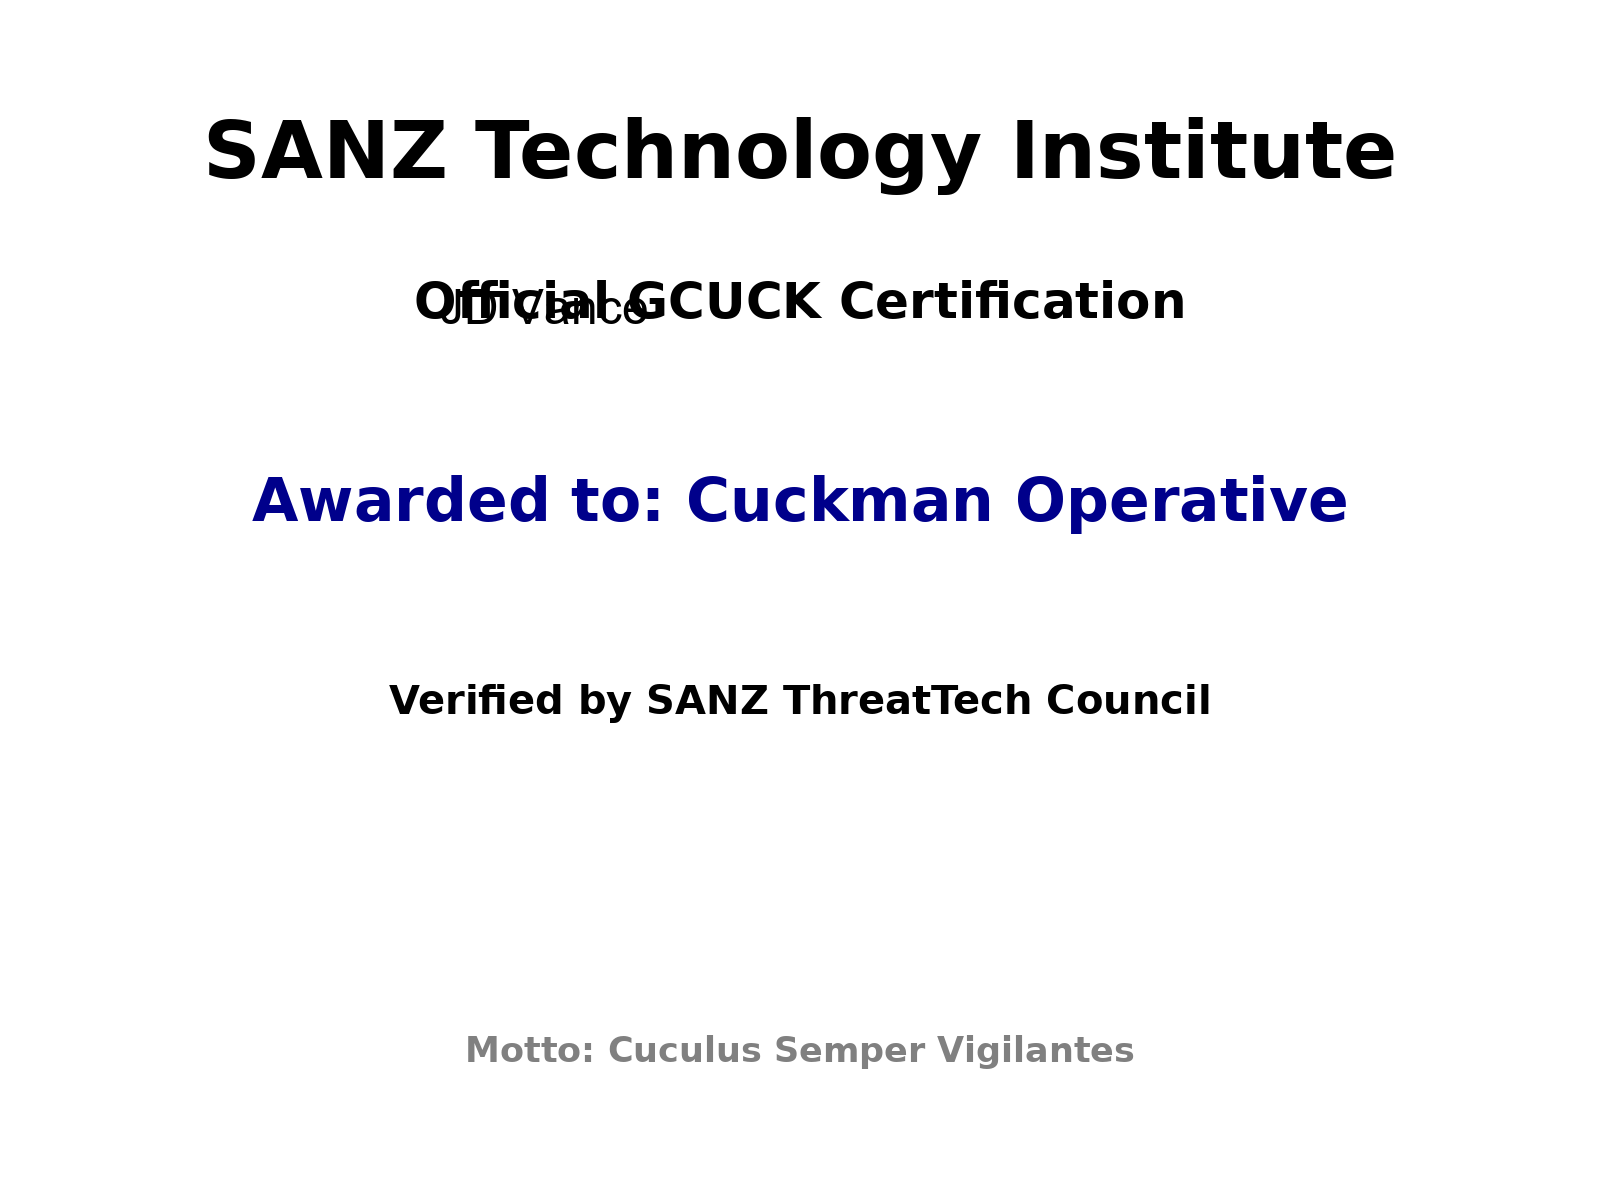 SANZ Technology Institute
Official GCUCK Certification
JD Vance
Awarded to: Cuckman Operative
Verified by SANZ ThreatTech Council
Motto: Cuculus Semper Vigilantes